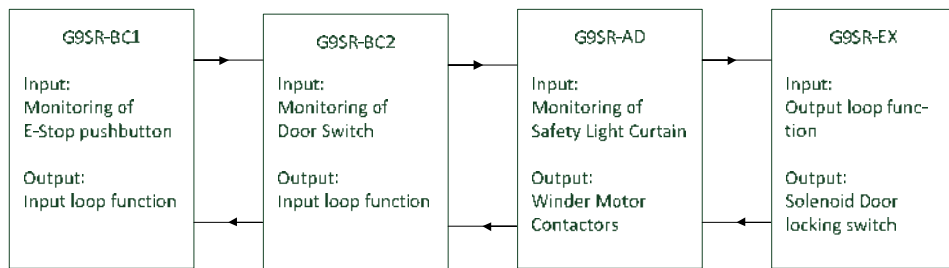 G9SR-BC1
Input:
Monitoring of
E-Stop pushbutton
Output:
Input loop function
G9SR-BC2
Input:
Monitoring of
Door Switch
Output:
Input loop function
G9SR-AD
Input:
Monitoring of
Safety Light Curtain
Output:
Winder Motor
Contactors
G9SR-EX
Input:
Output loop func-
tion
Output:
Solenoid Door
locking switch